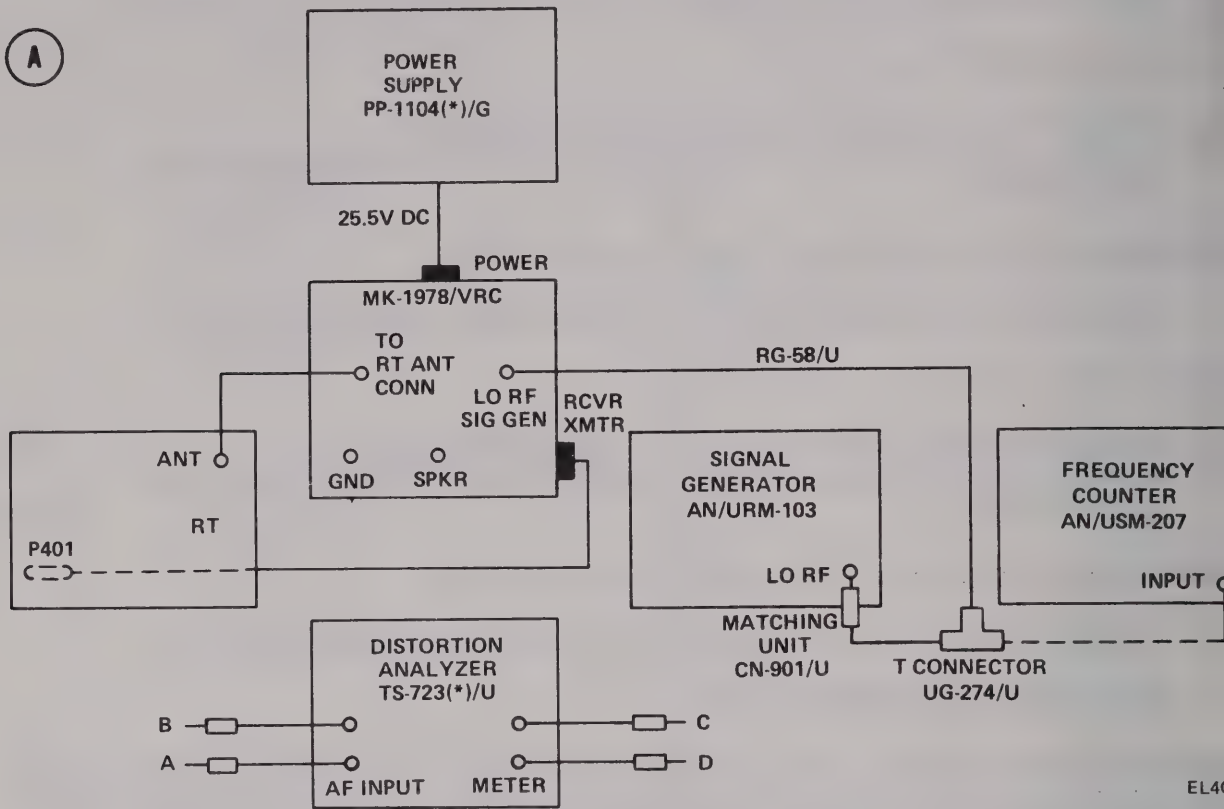 A
POWER
SUPPLY
PP-1104(*)/G
25.5V DC
POWER
MK-1978/VRC
TO
RT ANT
CONN
LO RF
SIG GEN
RCVR
XMTR
RG-58/U
GND
SPKR
ANT
RT
P401
SIGNAL
GENERATOR
AN/URM-103
LO RF
FREQUENCY
COUNTER
AN/USM-207
INPUT
MATCHING
UNIT
CN-901/U
T CONNECTOR
UG-274/U
DISTORTION
ANALYZER
TS-723(*)/U
B
A
AF INPUT
METER
C
D